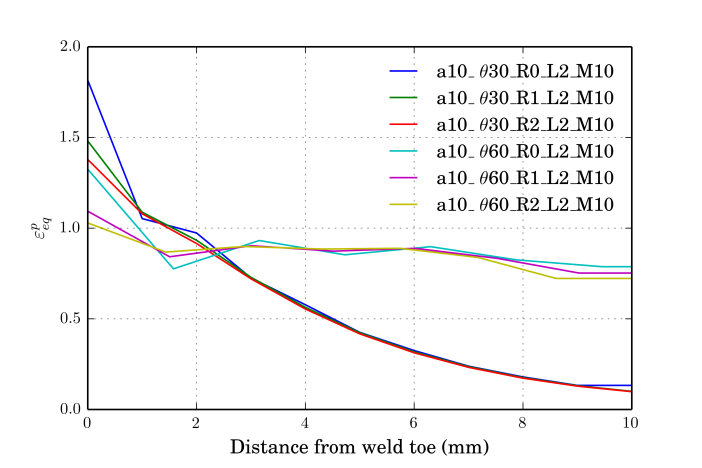 2.0
1.5
1.0
0.5
0.0
ε^p_eq
a10_θ30_R0_L2_M10
a10_θ30_R1_L2_M10
a10_θ30_R2_L2_M10
a10_θ60_R0_L2_M10
a10_θ60_R1_L2_M10
a10_θ60_R2_L2_M10
0 2 4 6 8 10
Distance from weld toe (mm)